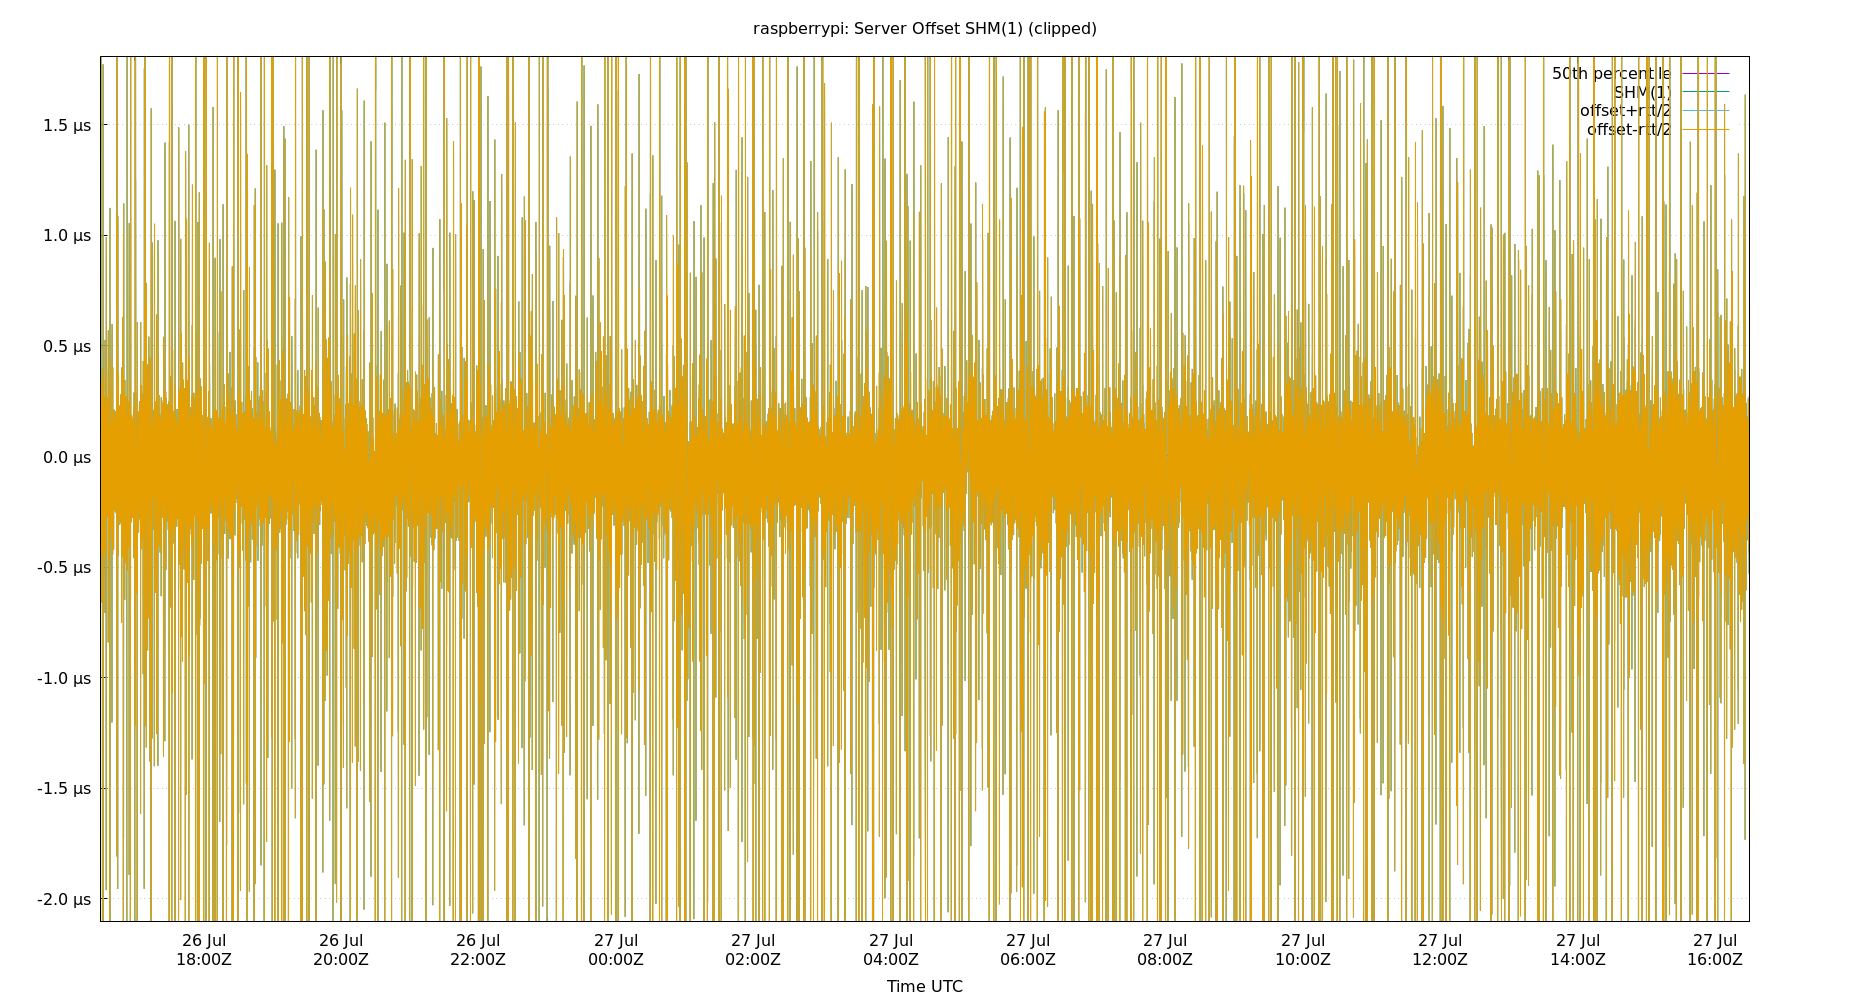 raspberrypi: Server Offset SHM(1) (clipped)
50th percentile
SHM(1)
offset+rtt/2
offset-rtt/2
1.5 µs
1.0 µs
0.5 µs
0.0 µs
-0.5 µs
-1.0 µs
-1.5 µs
-2.0 µs
26 Jul 26 Jul 26 Jul 27 Jul 27 Jul 27 Jul 27 Jul 27 Jul 27 Jul 27 Jul 27 Jul 27 Jul
18:00Z 20:00Z 22:00Z 00:00Z 02:00Z 04:00Z 06:00Z 08:00Z 10:00Z 12:00Z 14:00Z 16:00Z
Time UTC